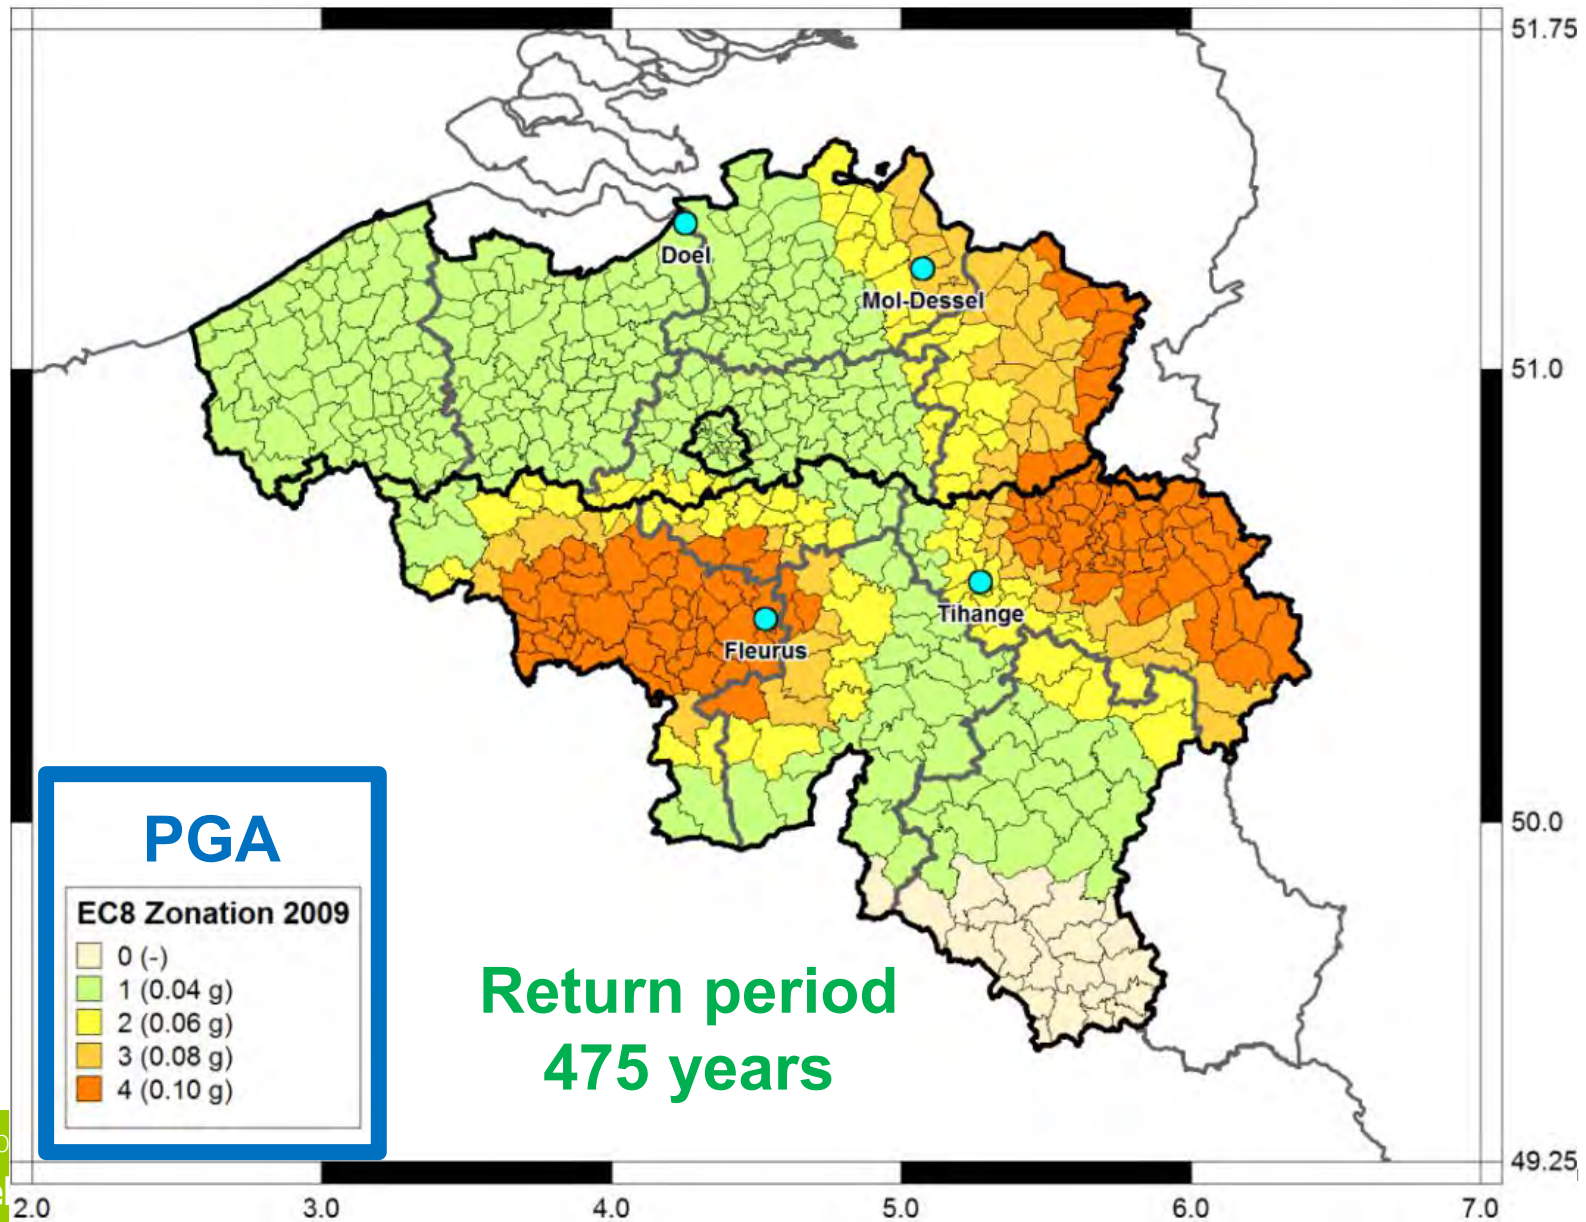 51.75
Doel
Mol-Dessel
51.0
Tihange
Fleurus
PGA
50.0
EC8 Zonation 2009
0 (-)
1 (0.04 g)
2 (0.06 g)
3 (0.08 g)
4 (0.10 g)
Return period
475 years
49.25
2.0 3.0 4.0 5.0 6.0 7.0